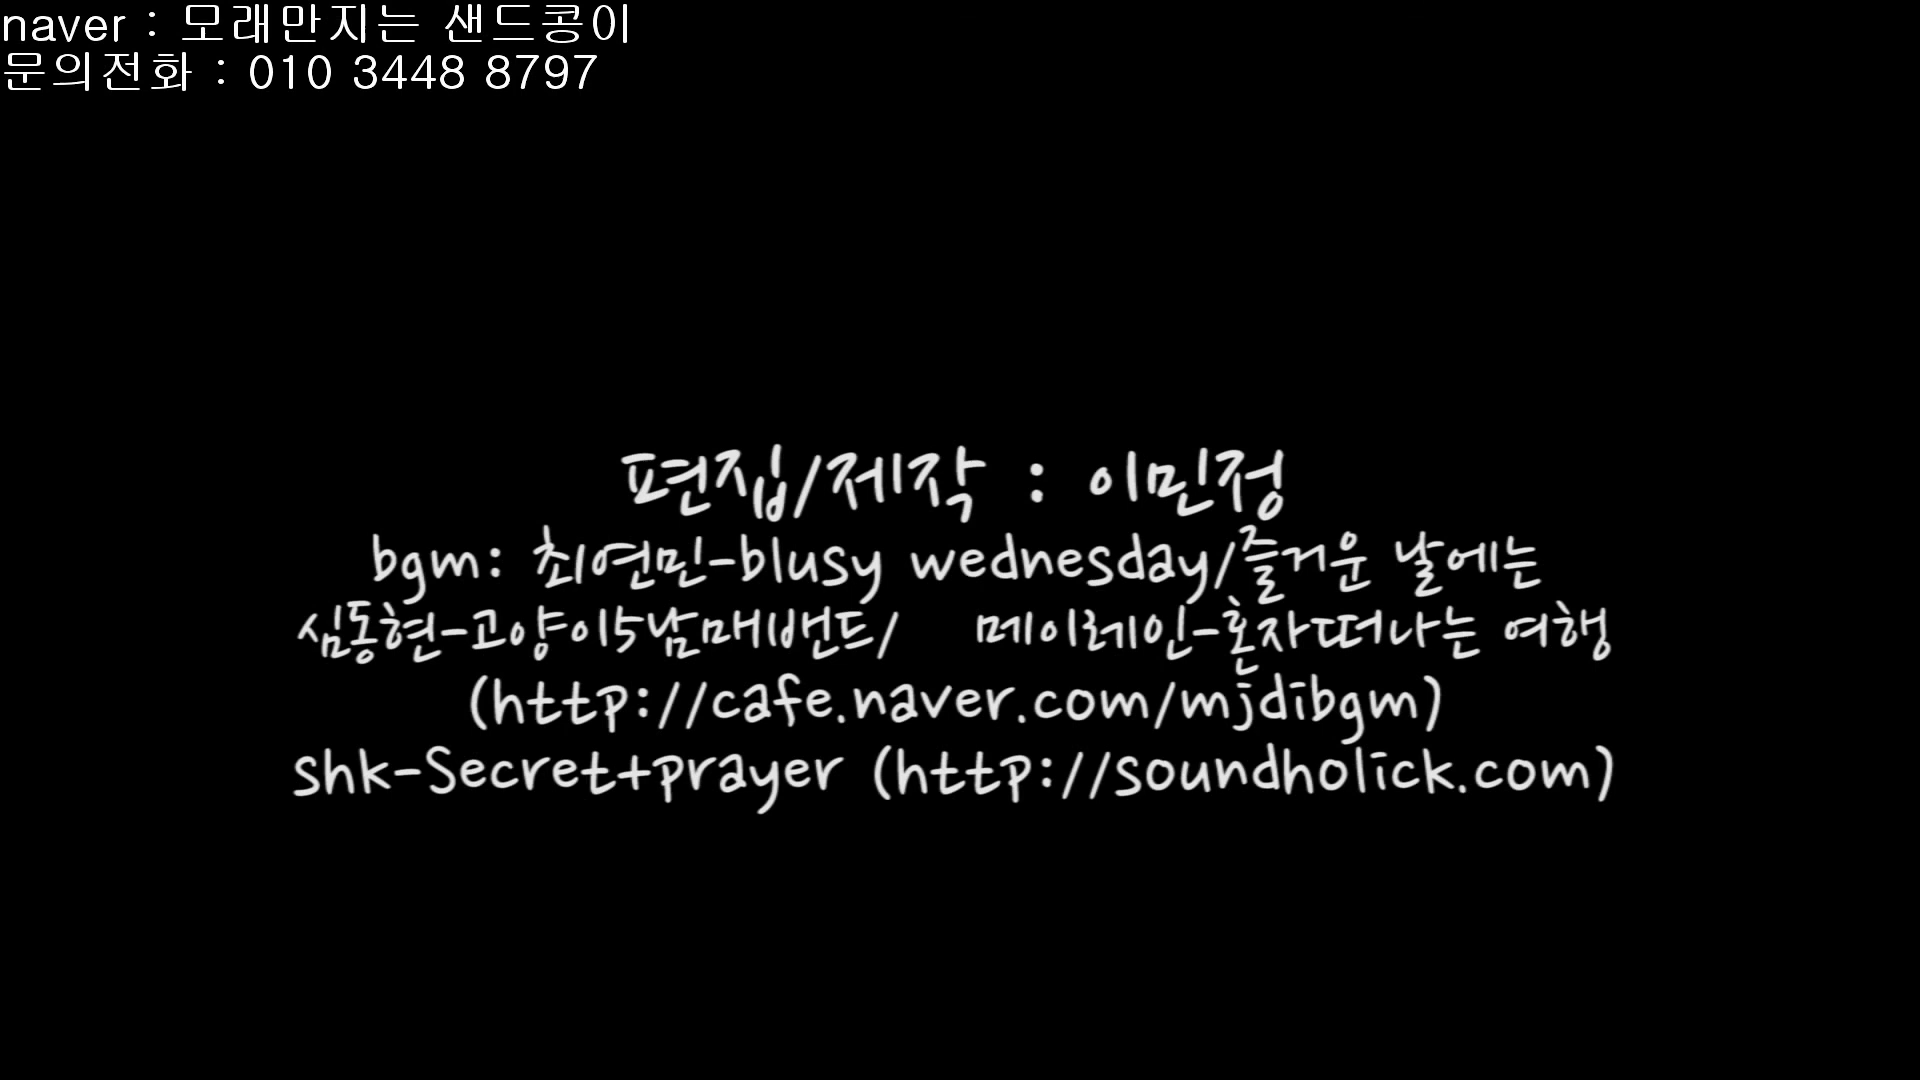 naver : 모래만지는 샌드콩이
문의전화 : 010 3448 8797
편집/제작 : 이민정
bgm: 최연민-blusy wednesday/즐거운 날에는
심동현-고양이5남매밴드/ 메이레인-혼자떠나는 여행
(http://cafe.naver.com/mjdibgm)
shk-Secret+prayer (http://soundholick.com)